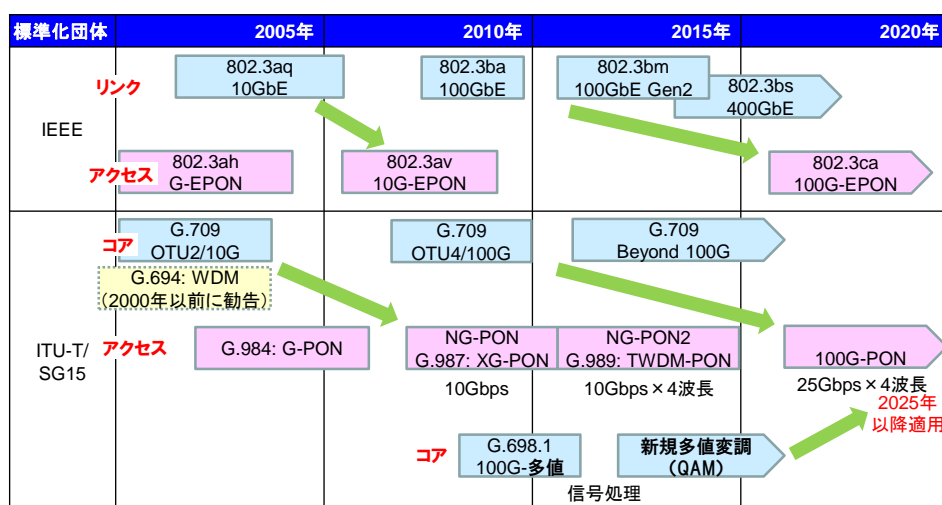 標準化団体 2005年 2010年 2015年 2020年
IEEE
リンク
802.3aq
10GbE
802.3ba
100GbE
802.3bm
100GbE Gen2
802.3bs
400GbE
アクセス
802.3ah
G-EPON
802.3av
10G-EPON
802.3ca
100G-EPON
ITU-T/
SG15
コア
G.709
OTU2/10G
G.709
OTU4/100G
G.709
Beyond 100G
G.694: WDM
(2000年以前に勧告)
アクセス
G.984: G-PON
NG-PON
G.987: XG-PON
NG-PON2
G.989: TWDM-PON
100G-PON
10Gbps
10Gbps×4波長
25Gbps×4波長
2025年
以降適用
コア
G.698.1
100G-多値
新規多値変調
(QAM)
信号処理